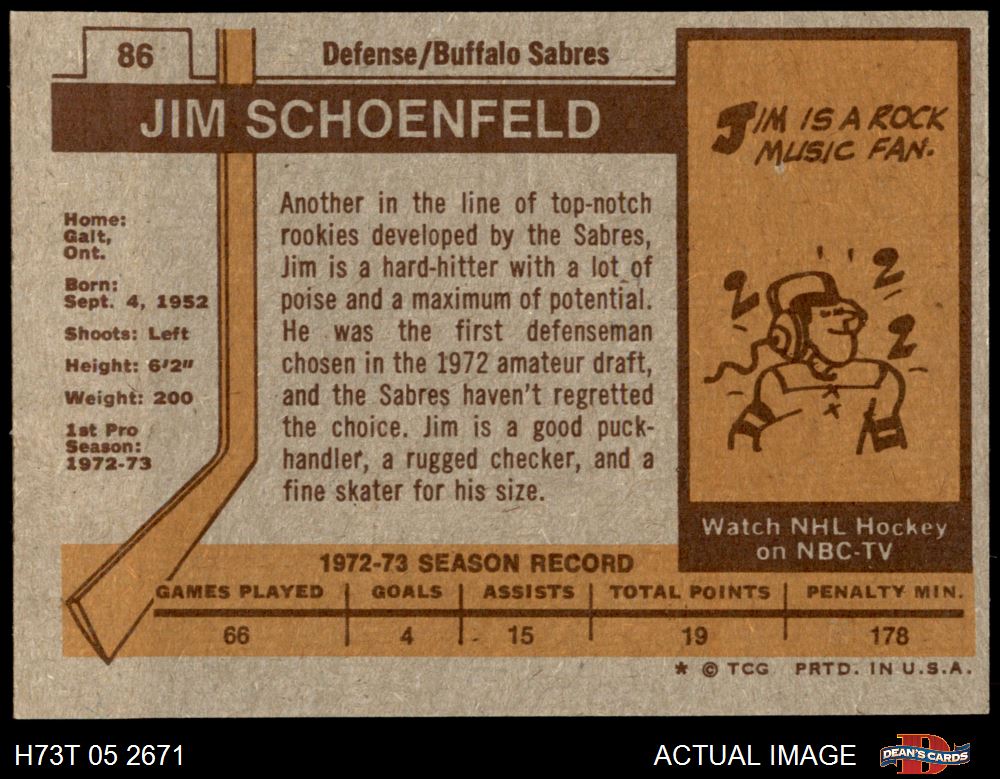 86
Defense/Buffalo Sabres
JIM SCHOENFELD
Home:
Galt,
Ont.
Born:
Sept. 4, 1952
Shoots: Left
Height: 6'2"
Weight: 200
1st Pro
Season:
1972-73
Another in the line of top-notch
rookies developed by the Sabres,
Jim is a hard-hitter with a lot of
poise and a maximum of potential.
He was the first defenseman
chosen in the 1972 amateur draft,
and the Sabres haven't regretted
the choice. Jim is a good puck-
handler, a rugged checker, and a
fine skater for his size.
JIM IS A ROCK
MUSIC FAN.
Watch NHL Hockey
on NBC-TV
1972-73 SEASON RECORD
GAMES PLAYED GOALS ASSISTS TOTAL POINTS PENALTY MIN.
66 4 15 19 178
* © TCG PRTD. IN U.S.A.
H73T 05 2671
ACTUAL IMAGE
DEAN'S CARDS